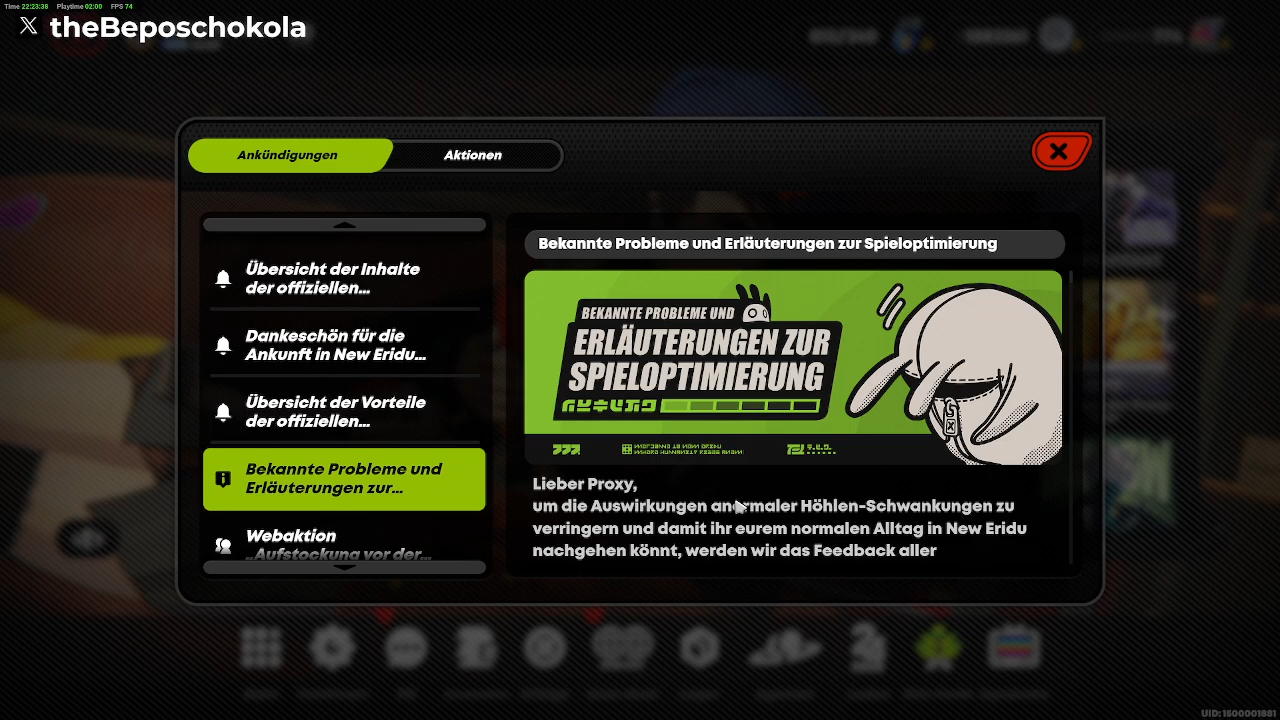 Time 22:23:38 Playtime 02:00 FPS 74
theBeposchokola
Ankündigungen
Aktionen
Übersicht der Inhalte
der offiziellen...
Dankeschön für die
Ankunft in New Eridu...
Übersicht der Vorteile
der offiziellen...
Bekannte Probleme und
Erläuterungen zur...
Webaktion
„Aufstockung vor der...
Bekannte Probleme und Erläuterungen zur Spieloptimierung
BEKANNTE PROBLEME UND
ERLÄUTERUNGEN ZUR
SPIELOPTIMIERUNG
Lieber Proxy,
um die Auswirkungen anormaler Höhlen-Schwankungen zu
verringern und damit ihr eurem normalen Alltag in New Eridu
nachgehen könnt, werden wir das Feedback aller
UID: 1500001881